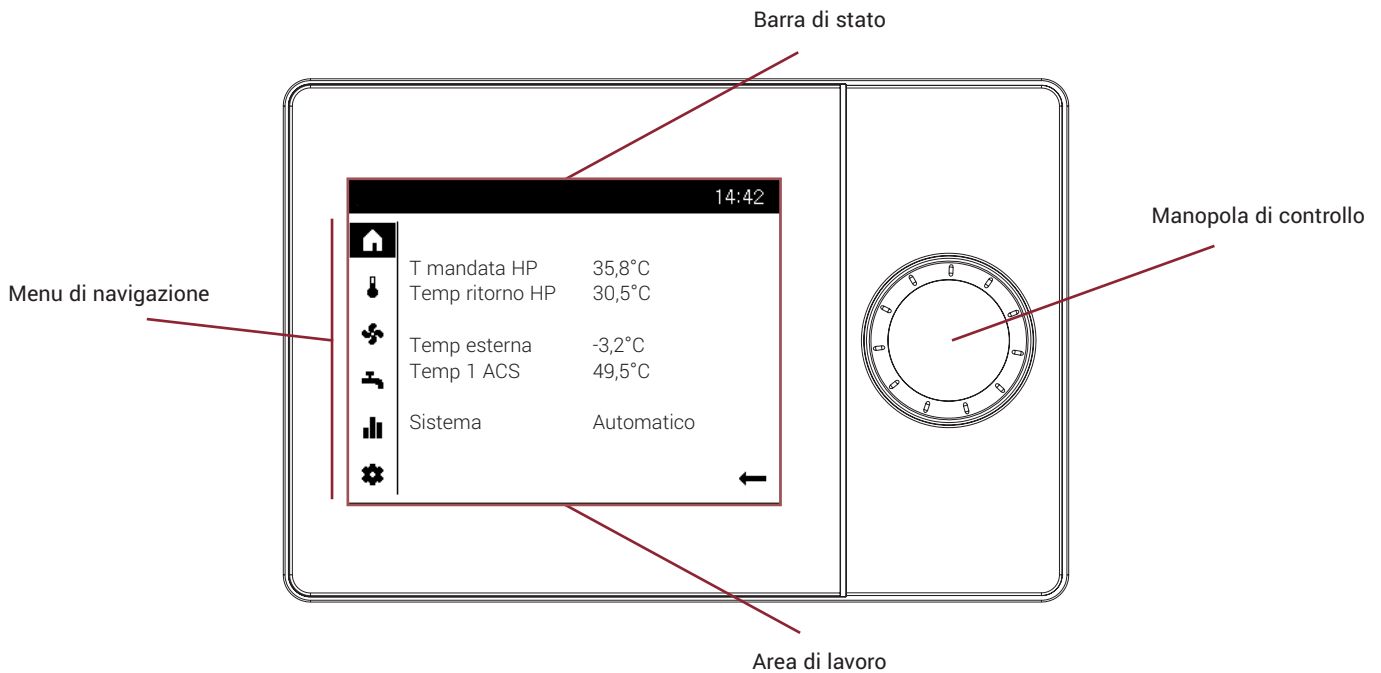 Barra di stato
14:42
Manopola di controllo
Menu di navigazione
T mandata HP 35,8°C
Temp ritorno HP 30,5°C
Temp esterna -3,2°C
Temp 1 ACS 49,5°C
Sistema Automatico
Area di lavoro